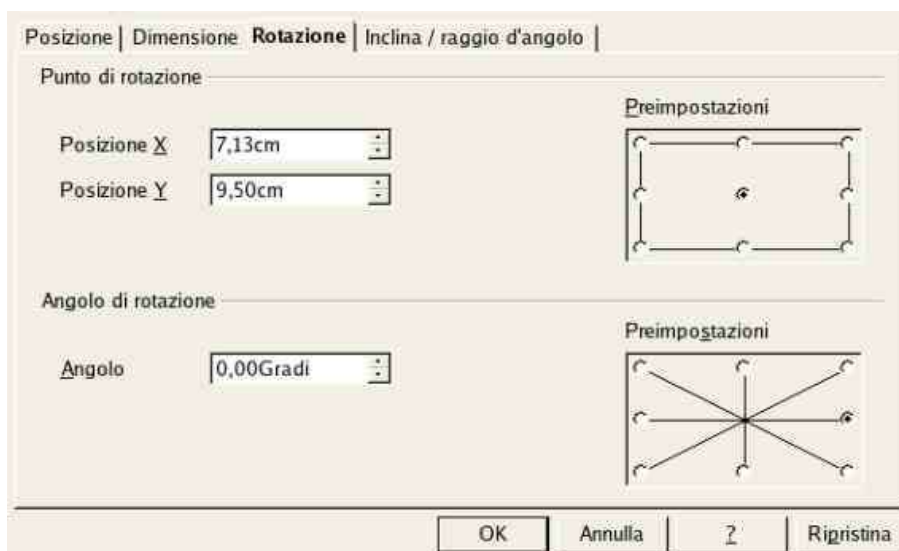 Posizione | Dimensione Rotazione | Inclina / raggio d'angolo |
Punto di rotazione
Preimpostazioni
Posizione X 7,13cm
Posizione Y 9,50cm
Angolo di rotazione
Preimpostazioni
Angolo 0,00Gradi
OK Annulla ? Ripristina